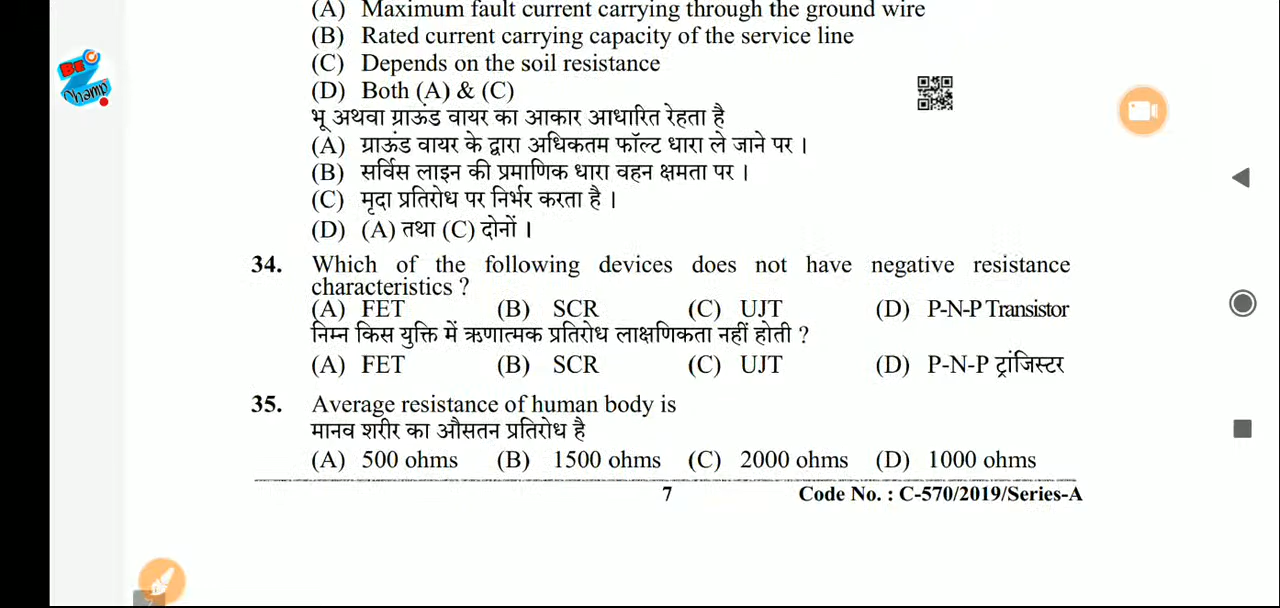 (A) Maximum fault current carrying through the ground wire
(B) Rated current carrying capacity of the service line
(C) Depends on the soil resistance
(D) Both (A) & (C)
भू अथवा ग्राऊंड वायर का आकार आधारित रेहता है
(A) ग्राऊंड वायर के द्वारा अधिकतम फॉल्ट धारा ले जाने पर ।
(B) सर्विस लाइन की प्रमाणिक धारा वहन क्षमता पर ।
(C) मृदा प्रतिरोध पर निर्भर करता है ।
(D) (A) तथा (C) दोनों ।
34. Which of the following devices does not have negative resistance
characteristics ?
(A) FET (B) SCR (C) UJT (D) P-N-P Transistor
निम्न किस युक्ति में ऋणात्मक प्रतिरोध लाक्षणिकता नहीं होती ?
(A) FET (B) SCR (C) UJT (D) P-N-P ट्रांजिस्टर
35. Average resistance of human body is
मानव शरीर का औसतन प्रतिरोध है
(A) 500 ohms (B) 1500 ohms (C) 2000 ohms (D) 1000 ohms
7 Code No. : C-570/2019/Series-A
Be
Champ